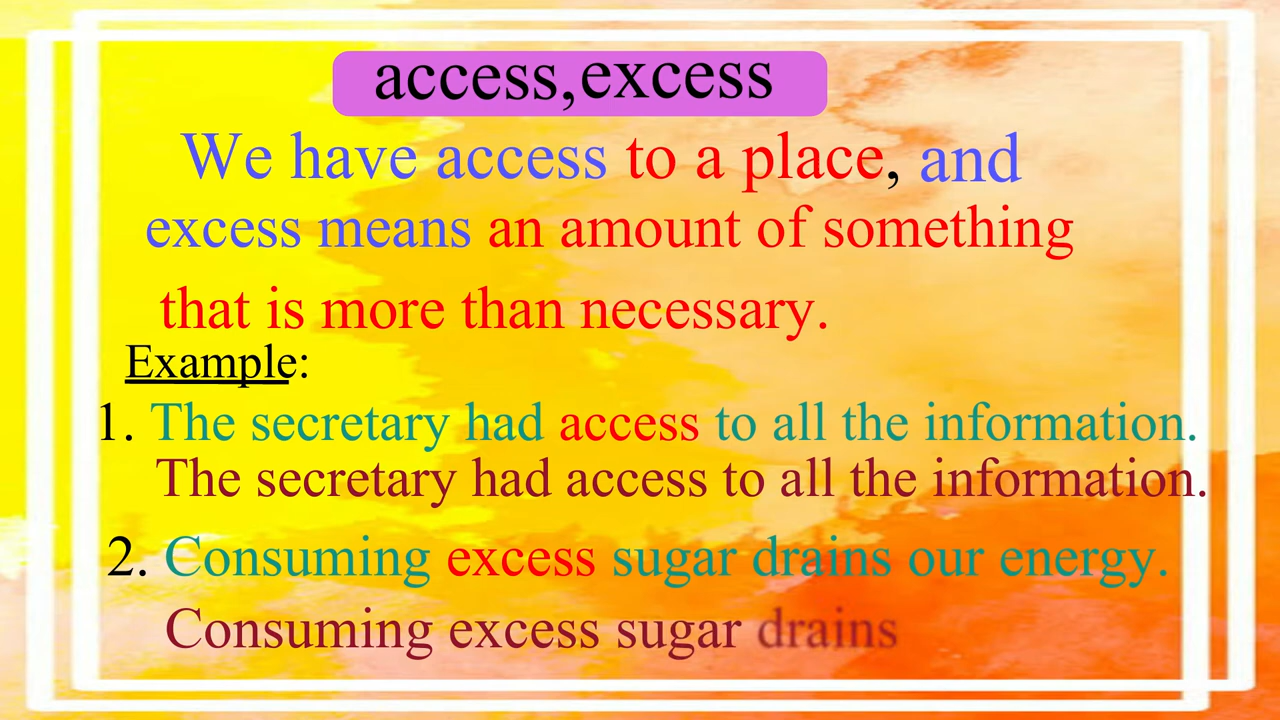 access,excess
We have access to a place, and
excess means an amount of something
that is more than necessary.
Example:
1. The secretary had access to all the information.
The secretary had access to all the information.
2. Consuming excess sugar drains our energy.
Consuming excess sugar drains